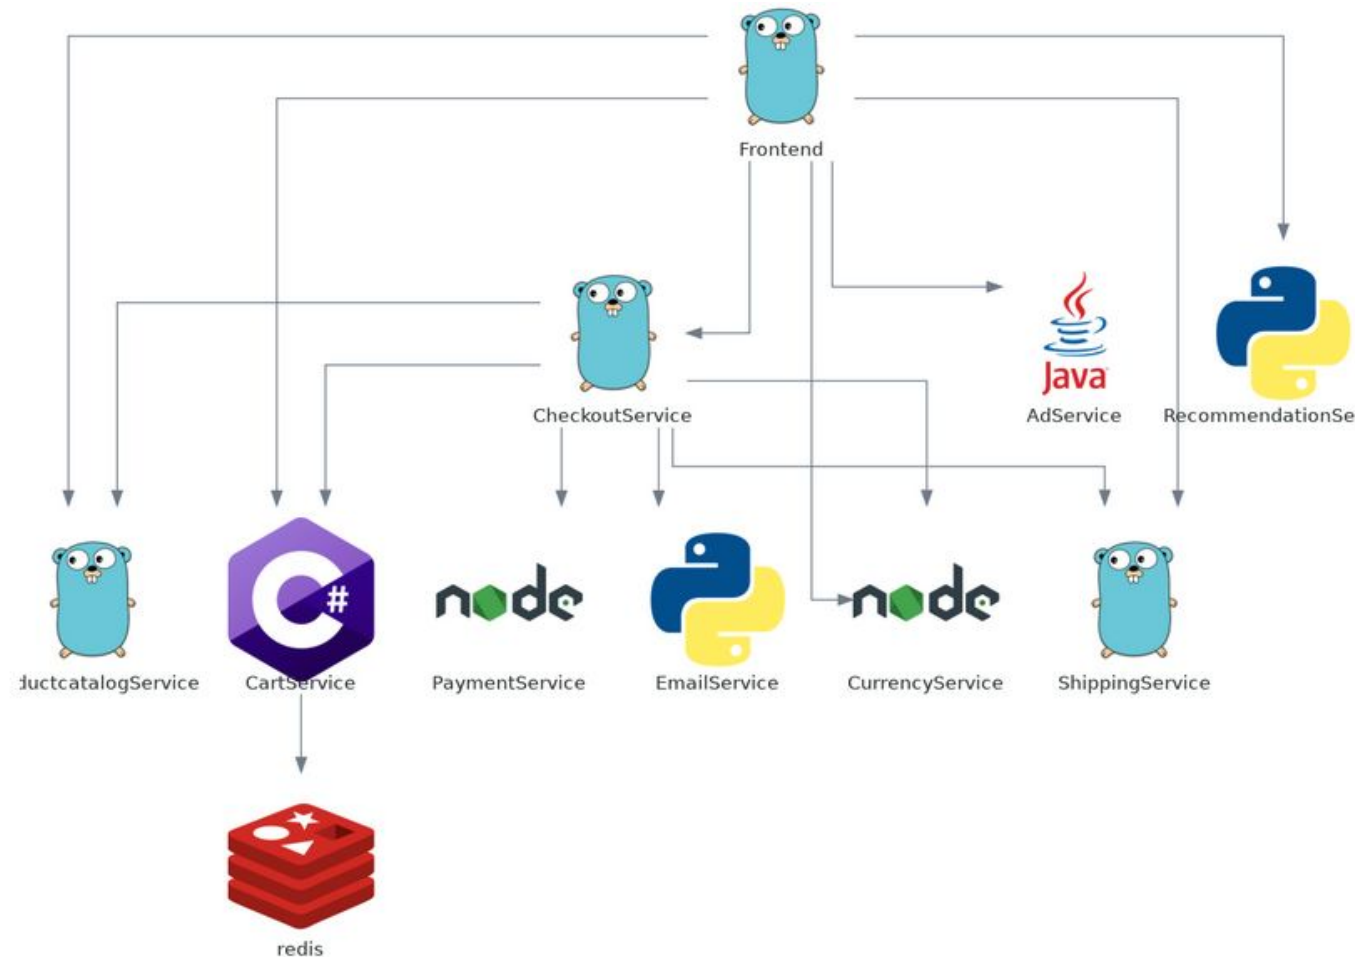 Frontend
Java
CheckoutService
AdService
RecommendationSe
#
node
node
ductcatalogService
CartService
PaymentService
EmailService
CurrencyService
ShippingService
redis